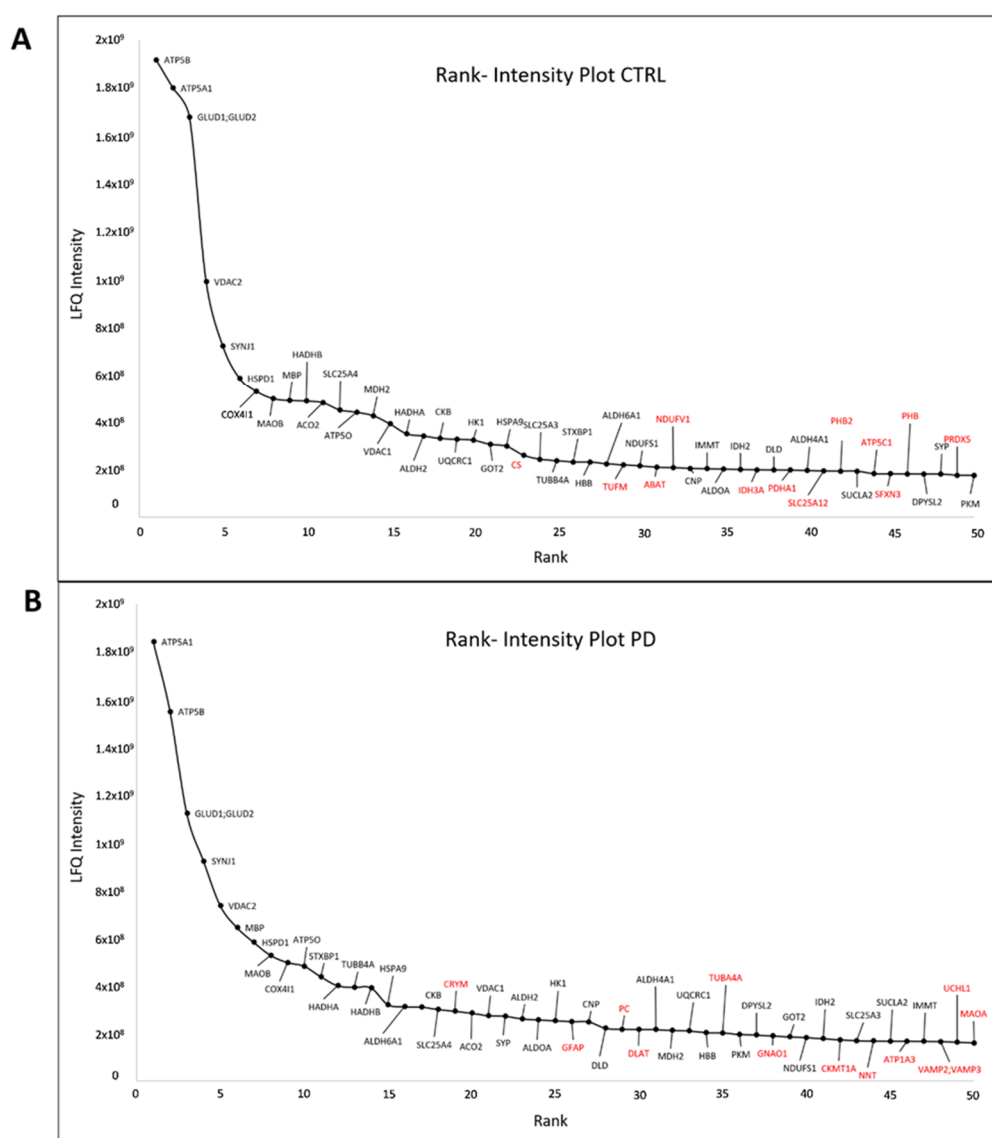 A
Rank- Intensity Plot CTRL
LFQ Intensity
2x10⁹
1.8x10⁹
1.6x10⁹
1.4x10⁹
1.2x10⁹
1x10⁹
8x10⁸
6x10⁸
4x10⁸
2x10⁸
0
ATP5B
ATP5A1
GLUD1;GLUD2
VDAC2
SYNJ1
HSPD1
COX4I1
MAOB
MBP
HADHB
ACO2
SLC25A4
ATP5O
MDH2
VDAC1
HADHA
ALDH2
CKB
UQCRC1
HK1
GOT2
HSPA9
CS
SLC25A3
TUBB4A
STXBP1
HBB
ALDH6A1
TUFM
NDUFS1
ABAT
NDUFV1
CNP
IMMT
ALDOA
IDH2
IDH3A
DLD
PDHA1
ALDH4A1
SLC25A12
PHB2
SUCLA2
ATP5C1
SFXN3
PHB
DPYSL2
SYP
PRDX5
PKM
0 5 10 15 20 25 30 35 40 45 50
Rank
B
Rank- Intensity Plot PD
LFQ Intensity
2x10⁹
1.8x10⁹
1.6x10⁹
1.4x10⁹
1.2x10⁹
1x10⁹
8x10⁸
6x10⁸
4x10⁸
2x10⁸
0
ATP5A1
ATP5B
GLUD1;GLUD2
SYNJ1
VDAC2
MBP
HSPD1
MAOB
COX4I1
ATP5O
STXBP1
HADHA
TUBB4A
HADHB
HSPA9
ALDH6A1
CKB
SLC25A4
CRYM
ACO2
VDAC1
SYP
ALDH2
ALDOA
HK1
GFAP
CNP
DLD
PC
DLAT
ALDH4A1
MDH2
UQCRC1
HBB
TUBA4A
PKM
DPYSL2
GNAO1
GOT2
NDUFS1
IDH2
CKMT1A
SLC25A3
NNT
SUCLA2
ATP1A3
IMMT
VAMP2;VAMP3
UCHL1
MAOA
0 5 10 15 20 25 30 35 40 45 50
Rank